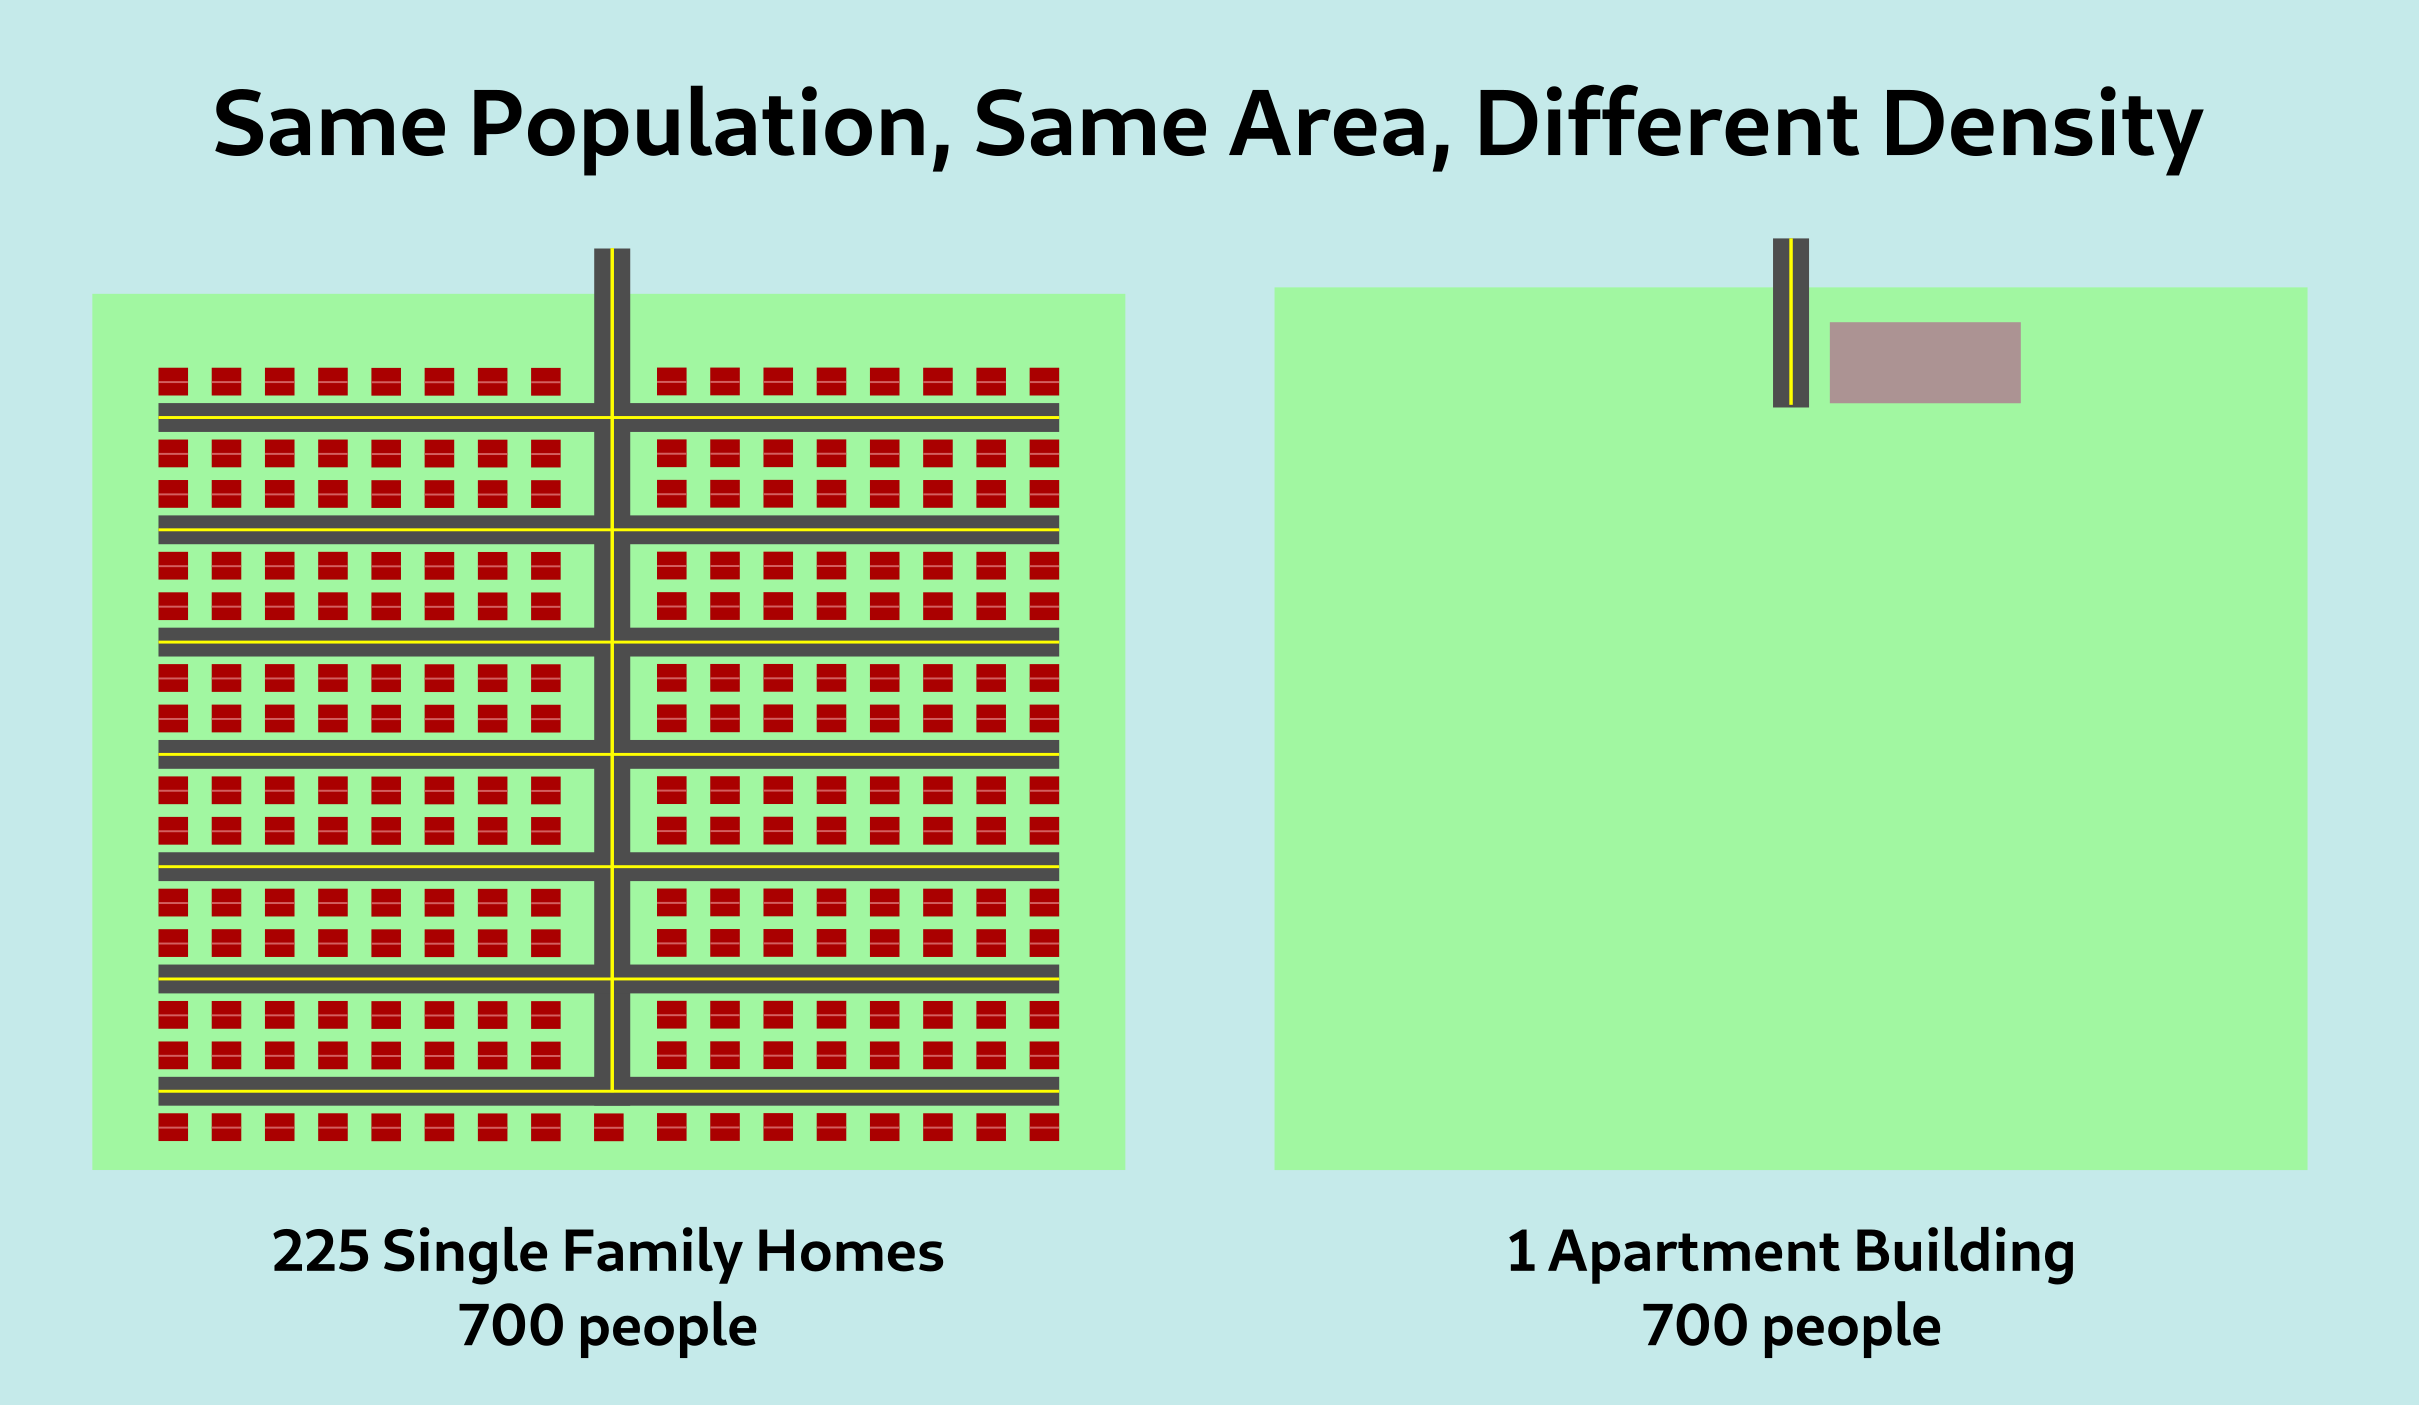 Same Population, Same Area, Different Density
225 Single Family Homes
700 people
1 Apartment Building
700 people